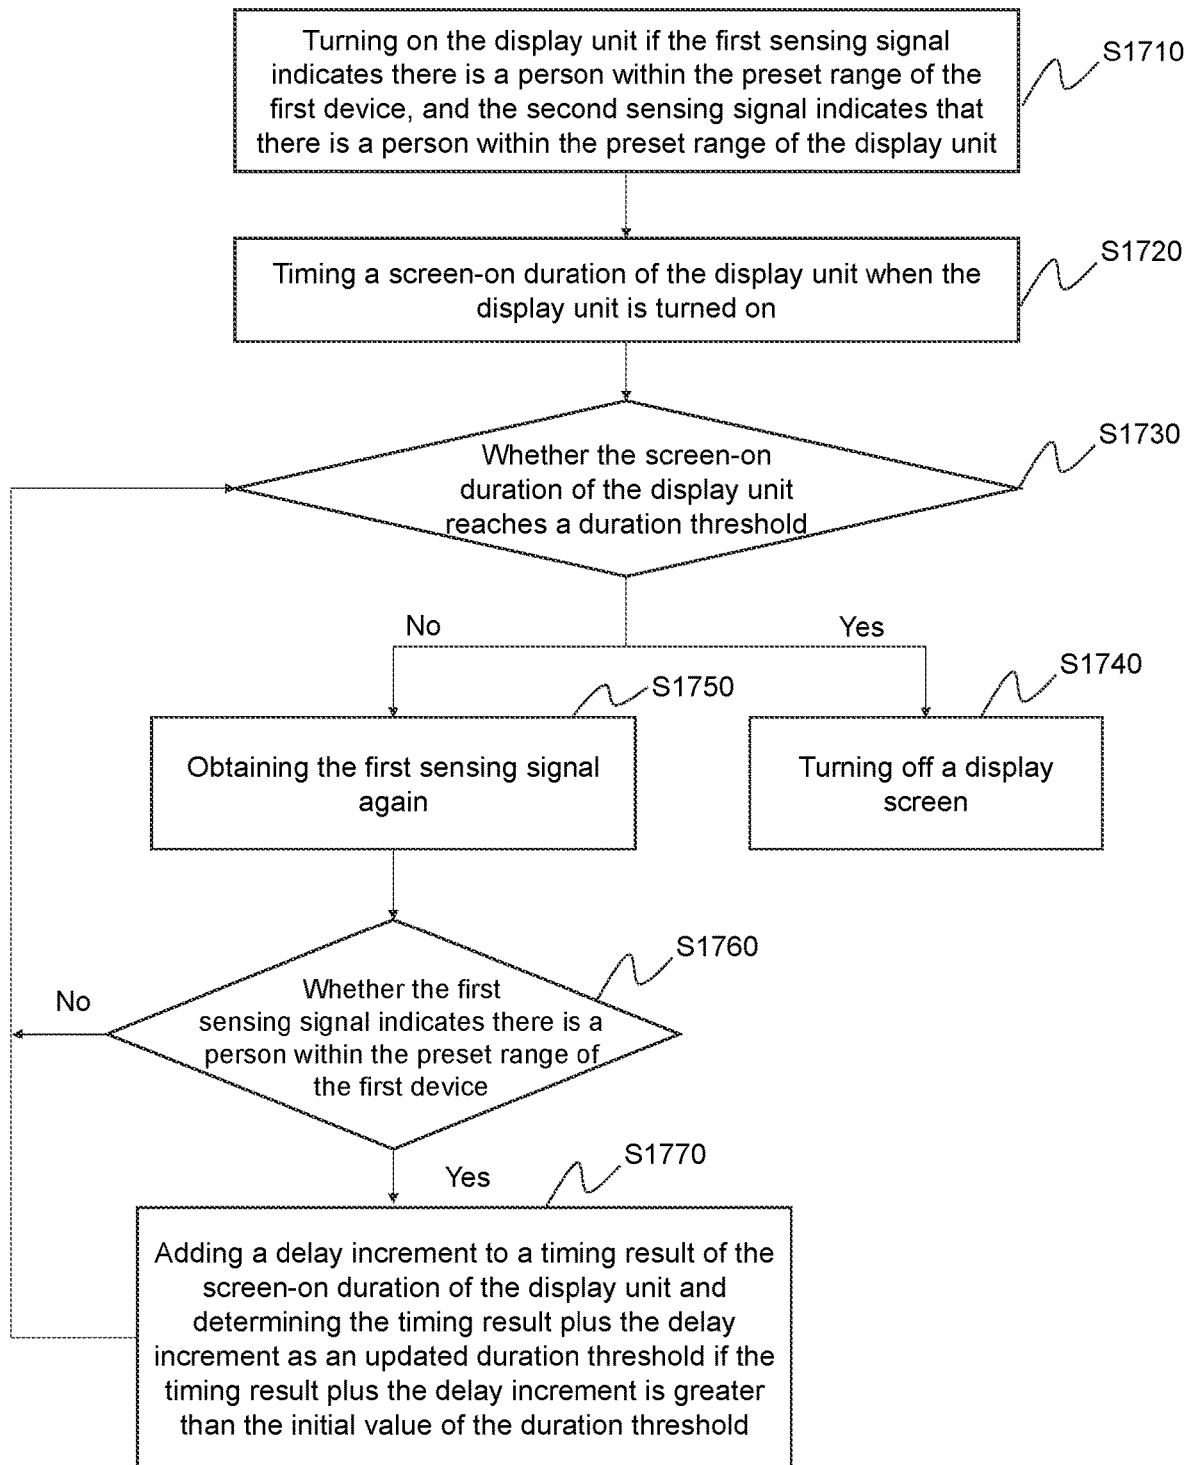 Turning on the display unit if the first sensing signal
indicates there is a person within the preset range of the
first device, and the second sensing signal indicates that
there is a person within the preset range of the display unit
S1710
Timing a screen-on duration of the display unit when the
display unit is turned on
S1720
Whether the screen-on
duration of the display unit
reaches a duration threshold
S1730
No
Yes
S1750
S1740
Obtaining the first sensing signal
again
Turning off a display
screen
S1760
Whether the first
sensing signal indicates there is a
person within the preset range of
the first device
No
Yes
S1770
Adding a delay increment to a timing result of the
screen-on duration of the display unit and
determining the timing result plus the delay
increment as an updated duration threshold if the
timing result plus the delay increment is greater
than the initial value of the duration threshold